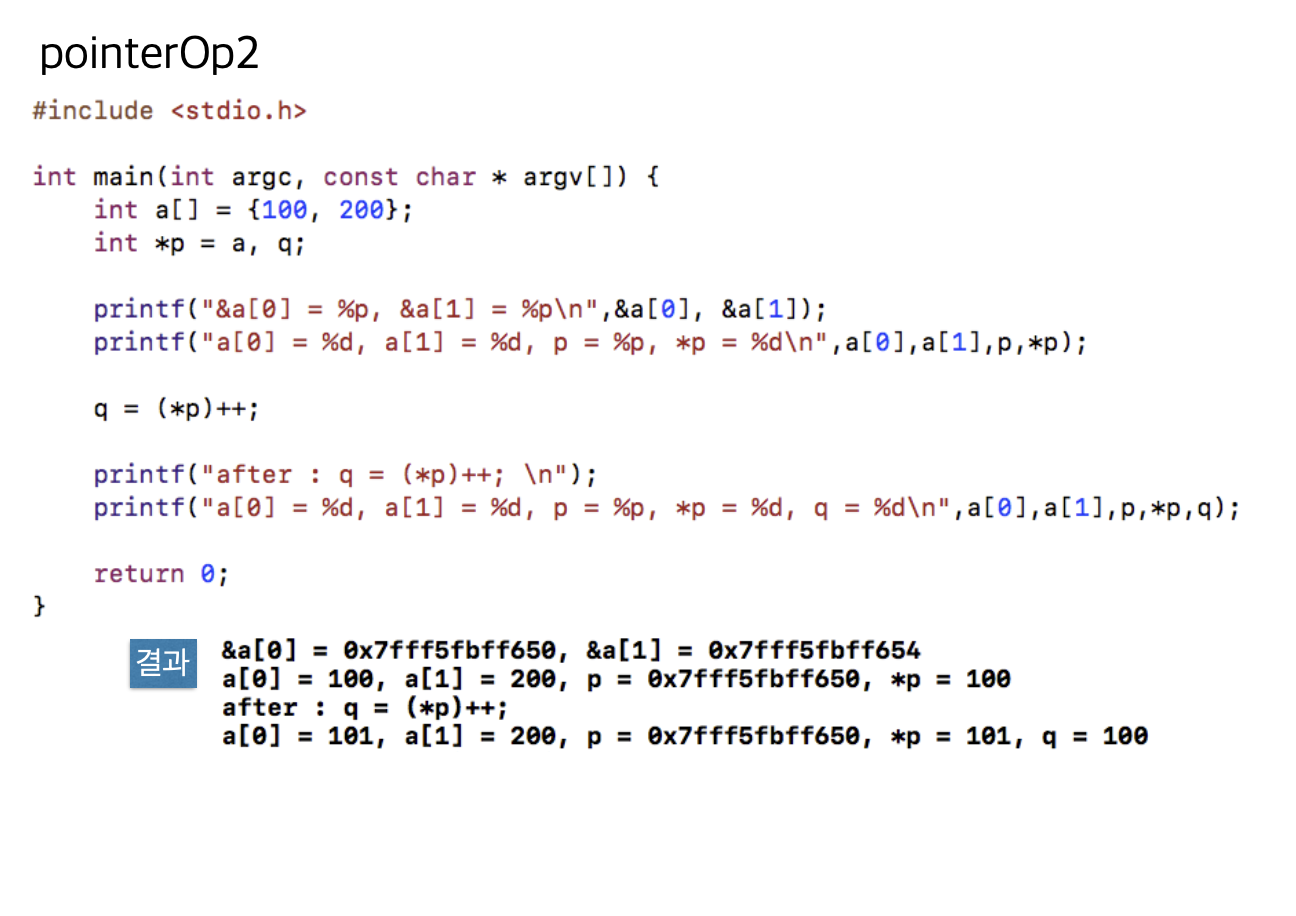 pointerOp2
#include <stdio.h>
int main(int argc, const char * argv[]) {
    int a[] = {100, 200};
    int *p = a, q;
    printf("&a[0] = %p, &a[1] = %p\n",&a[0], &a[1]);
    printf("a[0] = %d, a[1] = %d, p = %p, *p = %d\n",a[0],a[1],p,*p);
    q = (*p)++;
    printf("after : q = (*p)++; \n");
    printf("a[0] = %d, a[1] = %d, p = %p, *p = %d, q = %d\n",a[0],a[1],p,*p,q);
    return 0;
}
결과
&a[0] = 0x7fff5fbff650, &a[1] = 0x7fff5fbff654
a[0] = 100, a[1] = 200, p = 0x7fff5fbff650, *p = 100
after : q = (*p)++;
a[0] = 101, a[1] = 200, p = 0x7fff5fbff650, *p = 101, q = 100